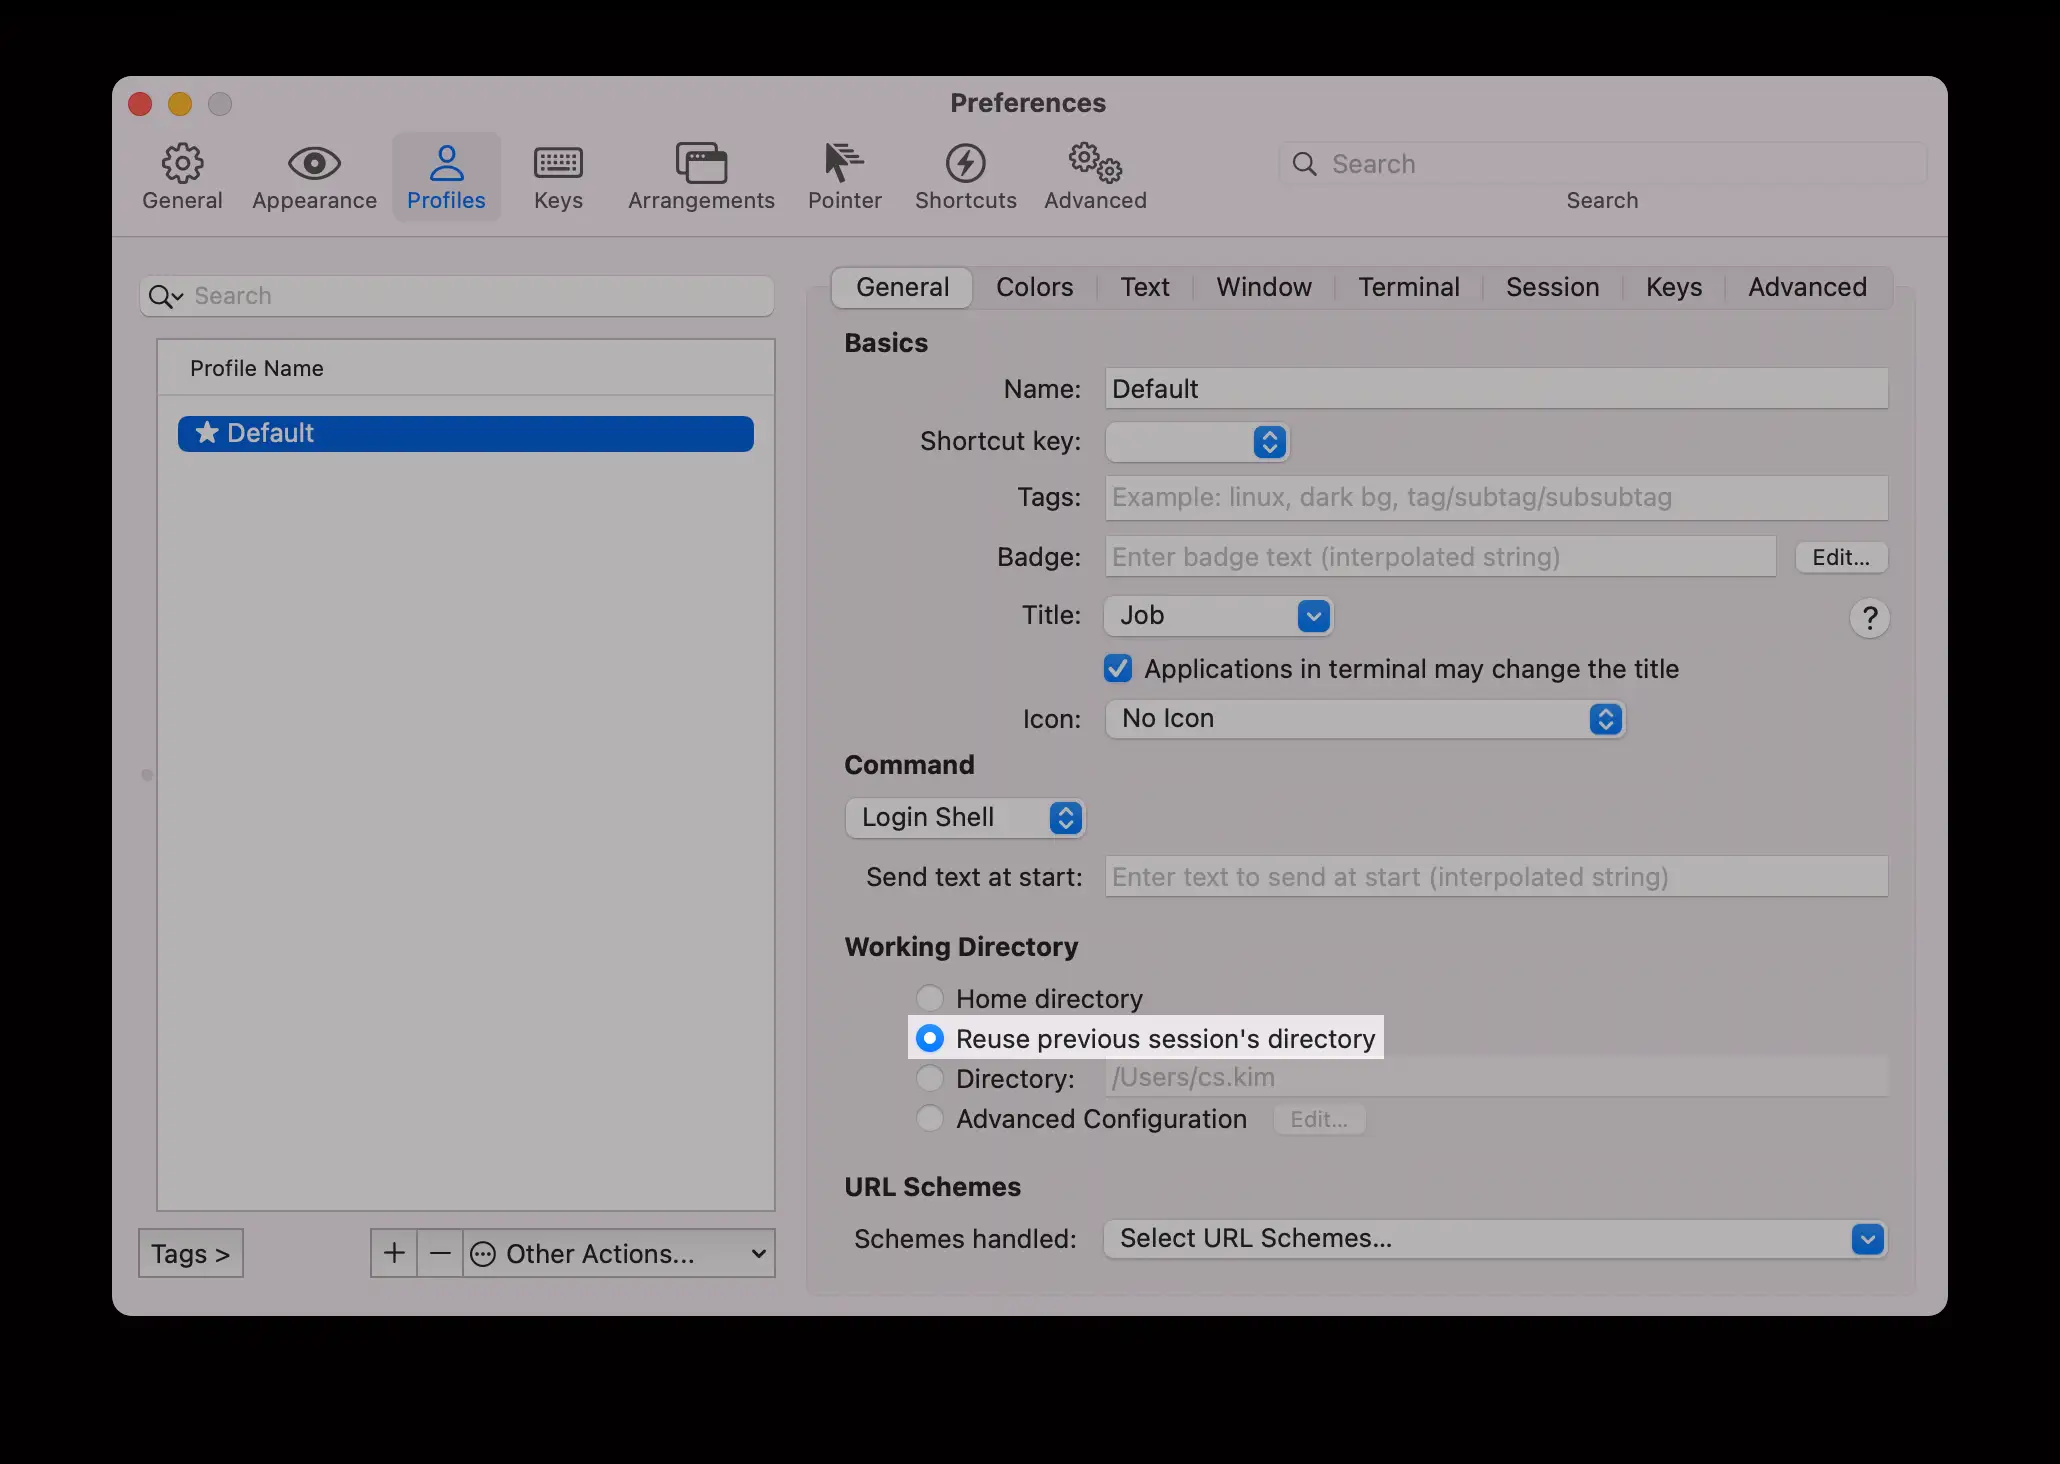 Preferences
General Appearance Profiles Keys Arrangements Pointer Shortcuts Advanced Search
Search
Search
Profile Name
Default
Tags >
Other Actions...
General Colors Text Window Terminal Session Keys Advanced
Basics
Name: Default
Shortcut key:
Tags: Example: linux, dark bg, tag/subtag/subsubtag
Badge: Enter badge text (interpolated string) Edit...
Title: Job ?
Applications in terminal may change the title
Icon: No Icon
Command
Login Shell
Send text at start: Enter text to send at start (interpolated string)
Working Directory
Home directory
Reuse previous session's directory
Directory: /Users/cs.kim
Advanced Configuration Edit...
URL Schemes
Schemes handled: Select URL Schemes...